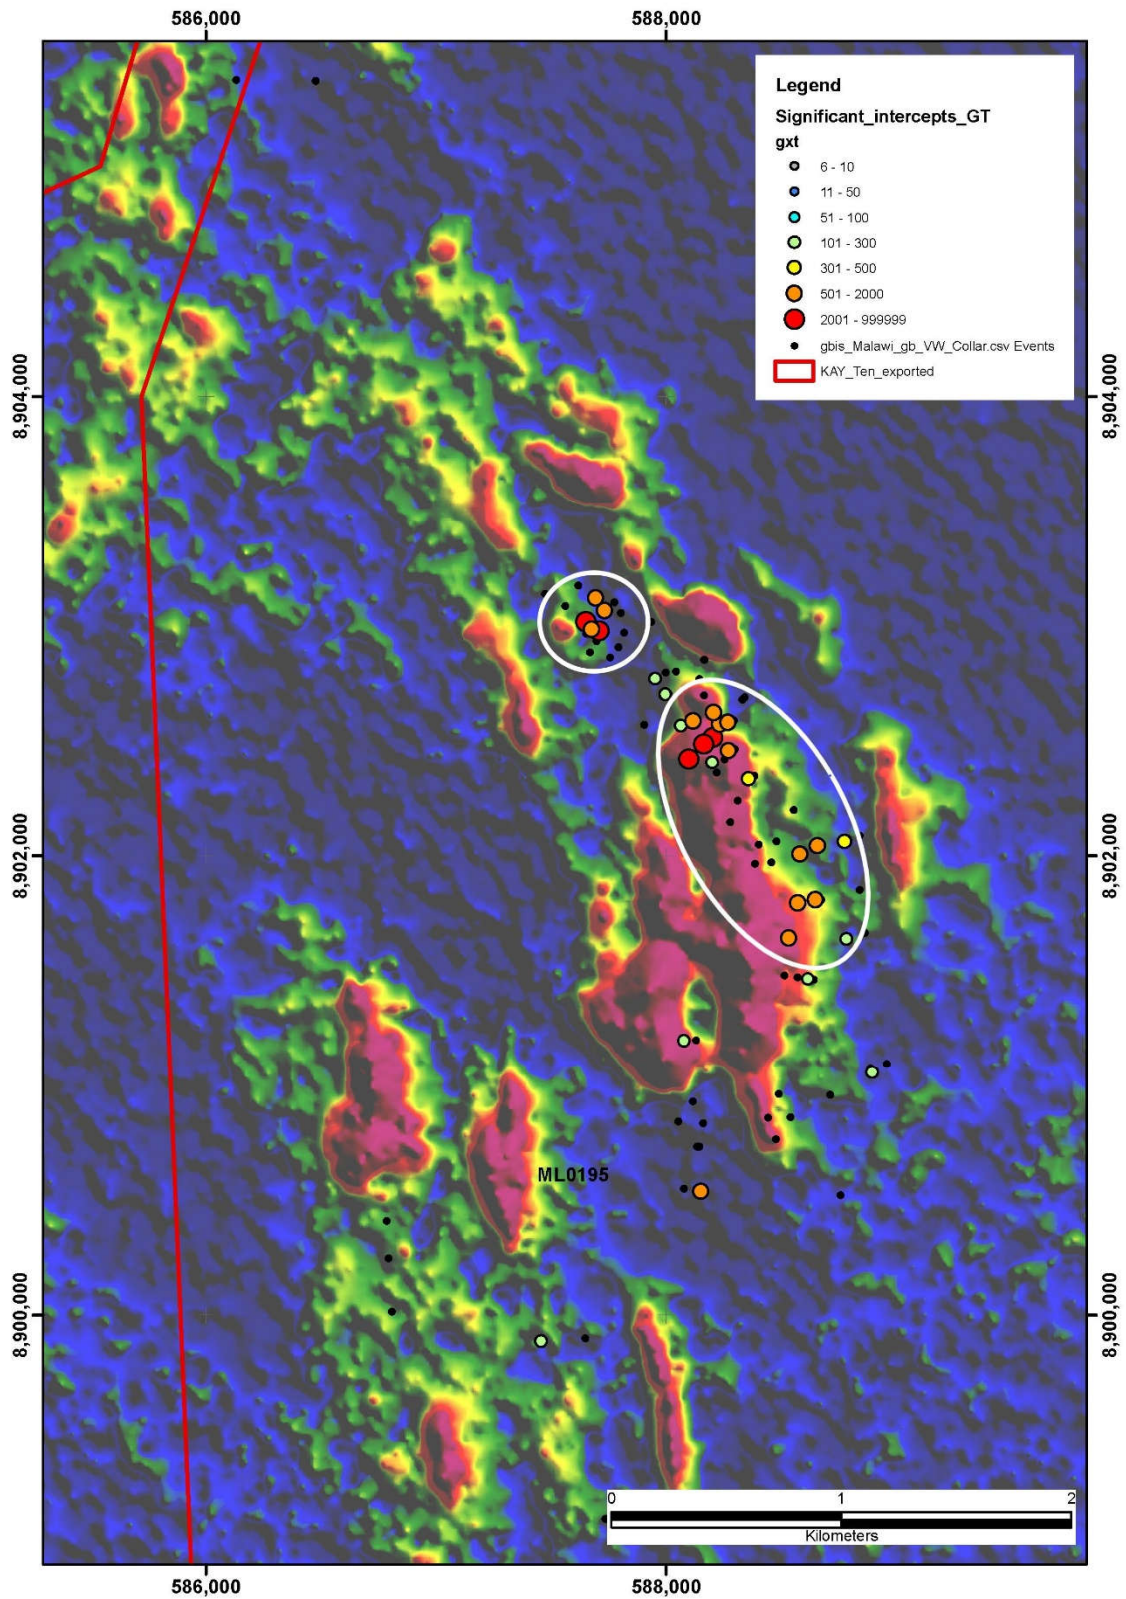 586,000
588,000
Legend
Significant_intercepts_GT
gxt
6 - 10
11 - 50
51 - 100
101 - 300
301 - 500
501 - 2000
2001 - 999999
gbis_Malawi_gb_VW_Collar.csv Events
KAY_Ten_exported
8,904,000
8,904,000
8,902,000
8,902,000
ML0195
8,900,000
8,900,000
0
1
2
Kilometers
586,000
588,000